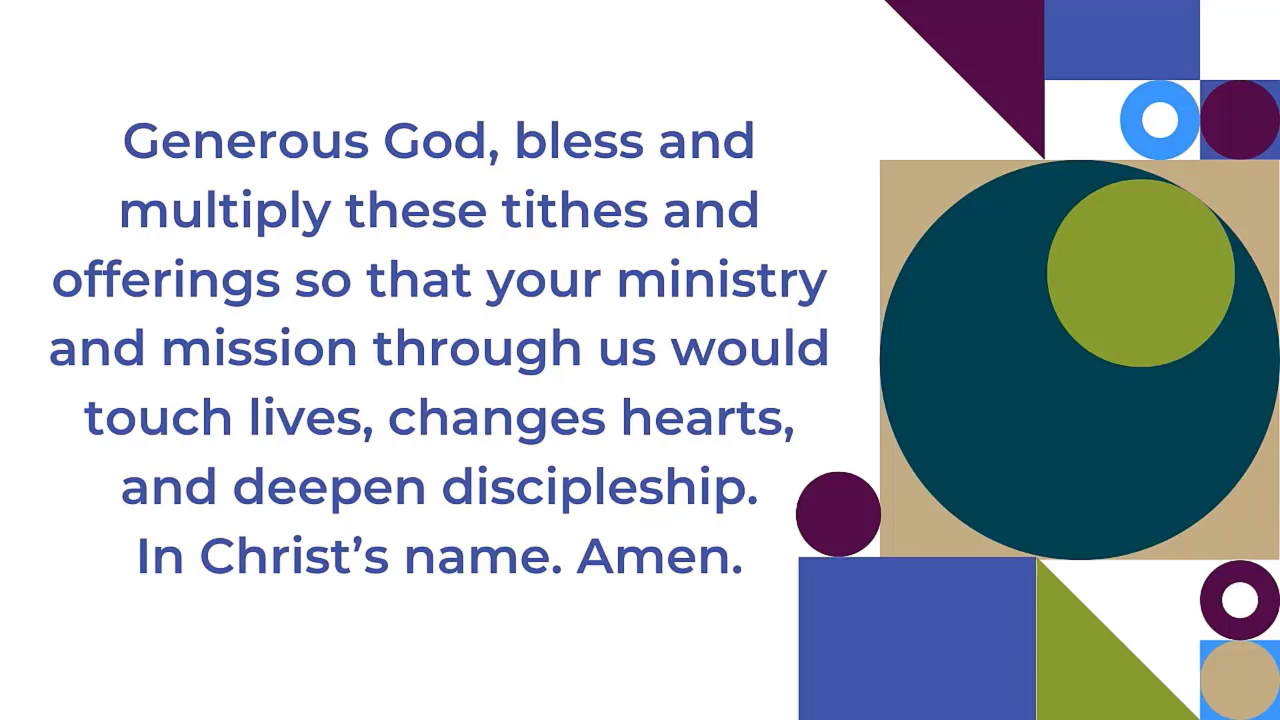 Generous God, bless and
multiply these tithes and
offerings so that your ministry
and mission through us would
touch lives, changes hearts,
and deepen discipleship.
In Christ’s name. Amen.